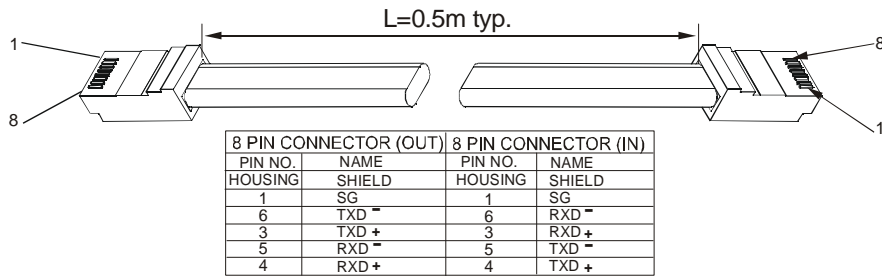 L=0.5m typ.
1
8
8
1
8 PIN CONNECTOR (OUT) 8 PIN CONNECTOR (IN)
PIN NO. NAME PIN NO. NAME
HOUSING SHIELD HOUSING SHIELD
1 SG 1 SG
6 TXD - 6 RXD -
3 TXD + 3 RXD +
5 RXD - 5 TXD -
4 RXD + 4 TXD +